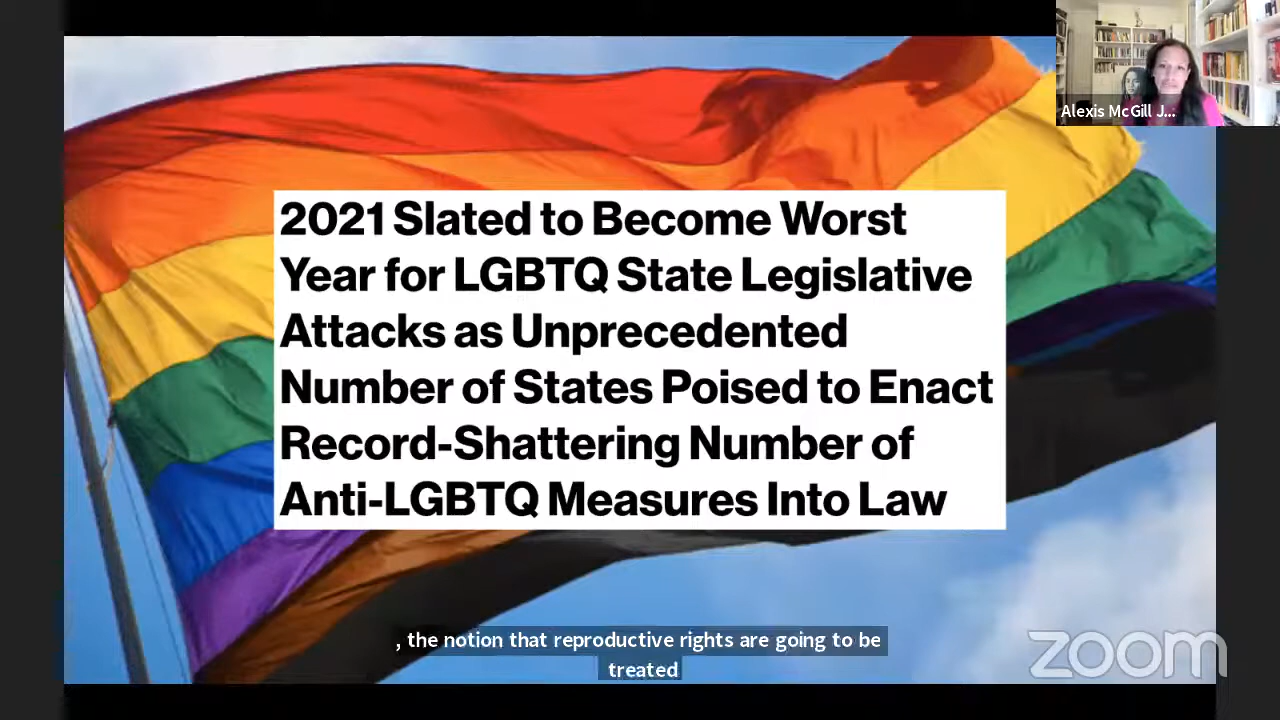 Alexis McGill J...
2021 Slated to Become Worst
Year for LGBTQ State Legislative
Attacks as Unprecedented
Number of States Poised to Enact
Record-Shattering Number of
Anti-LGBTQ Measures Into Law
, the notion that reproductive rights are going to be
treated
zoom